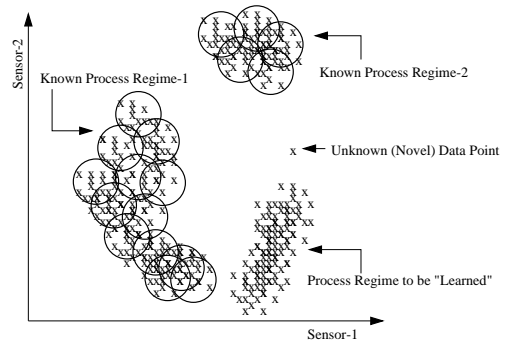 Sensor-2
Known Process Regime-1
Known Process Regime-2
Unknown (Novel) Data Point
Process Regime to be "Learned"
Sensor-1